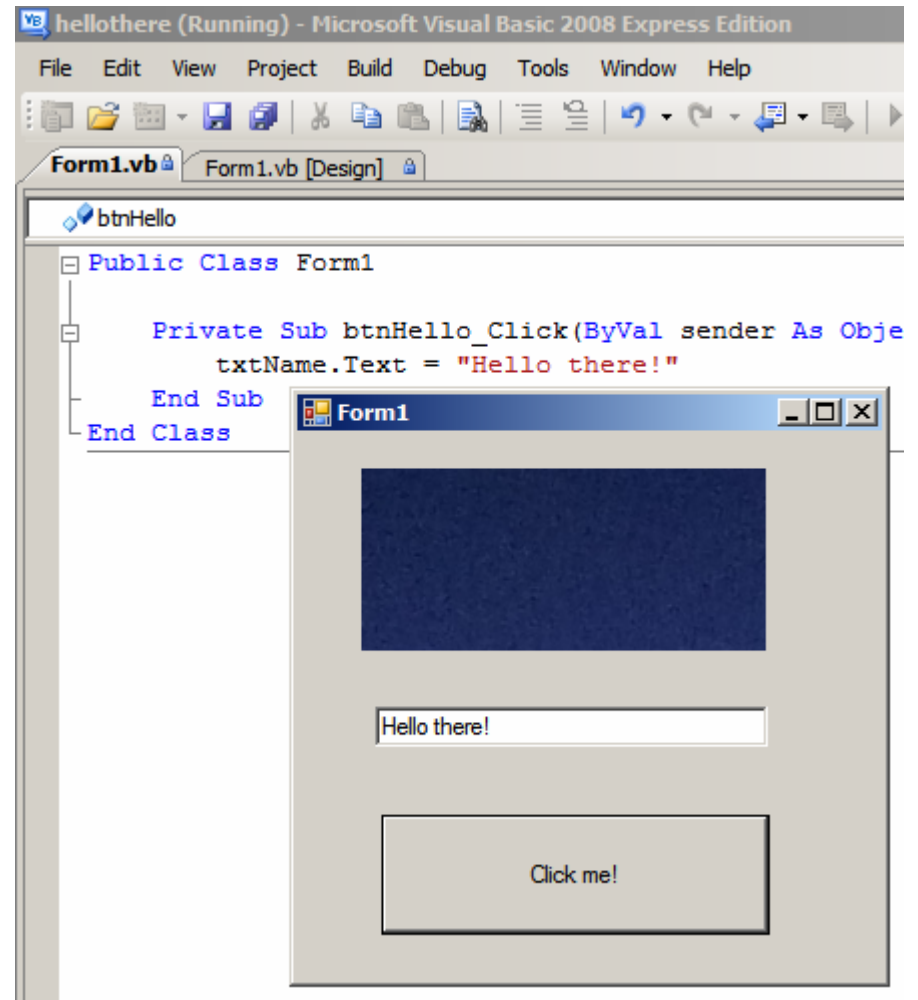 hellothere (Running) - Microsoft Visual Basic 2008 Express Edition
File Edit View Project Build Debug Tools Window Help
Form1.vb Form1.vb [Design]
btnHello
Public Class Form1
Private Sub btnHello_Click(ByVal sender As Obje
txtName.Text = "Hello there!"
End Sub
End Class
Form1
Hello there!
Click me!